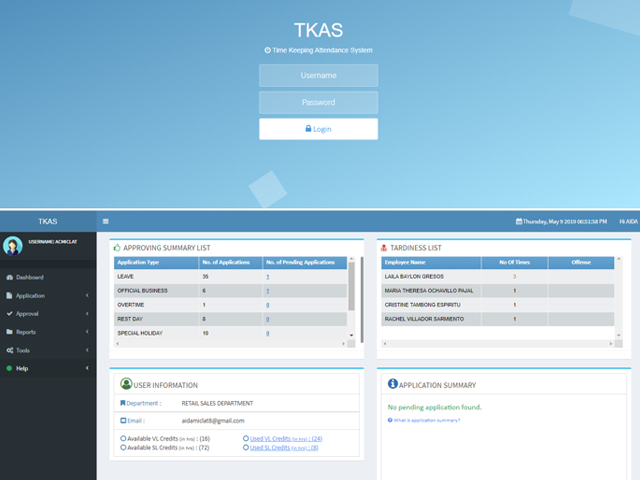 TKAS
Time Keeping Attendance System
Username
Password
Login
TKAS
Thursday, May 9 2019 06:51:58 PM
Hi AIDA
USERNAME: ACMICLAT
Dashboard
Application
Approval
Reports
Tools
Help
APPROVING SUMMARY LIST
Application Type No. of Applications No. of Pending Applications
LEAVE 35 1
OFFICIAL BUSINESS 6 1
OVERTIME 1 0
REST DAY 8 0
SPECIAL HOLIDAY 10 0
TARDINESS LIST
Employee Name No Of Times Offense
LAILA BAYLON GRESOS 3
MARIA THERESA OCHAVILLO PAJAL 1
CRISTINE TAMBONG ESPIRITU 1
RACHEL VILLADOR SARMIENTO 1
USER INFORMATION
Department : RETAIL SALES DEPARTMENT
Email : aidamiclat8@gmail.com
Available VL Credits (in hrs) : (16) Used VL Credits (in hrs) : (24)
Available SL Credits (in hrs) : (72) Used SL Credits (in hrs) : (8)
APPLICATION SUMMARY
No pending application found.
What is application summary?